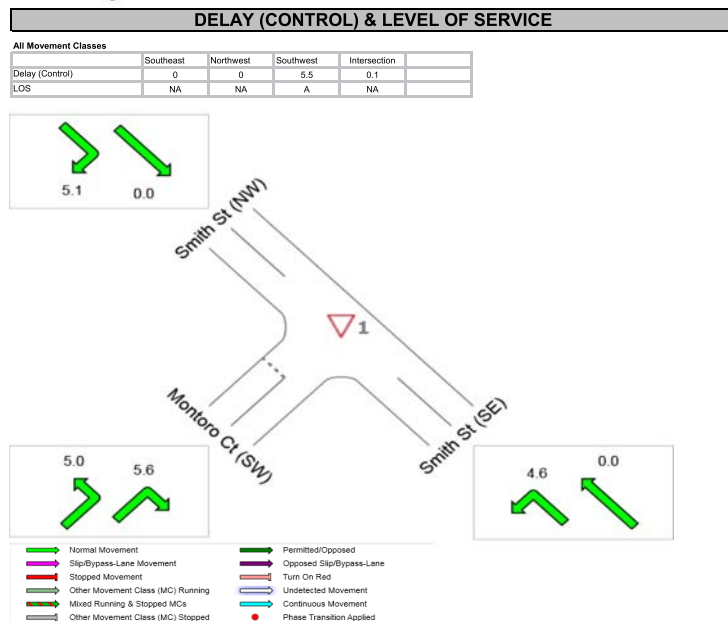 DELAY (CONTROL) & LEVEL OF SERVICE
All Movement Classes
Southeast Northwest Southwest Intersection
Delay (Control) 0 0 5.5 0.1
LOS NA NA A NA
5.1 0.0
Smith St (NW)
1
Montoro Ct (SW)
Smith St (SE)
5.0 5.6
4.6 0.0
Normal Movement Permitted/Opposed
Slip/Bypass-Lane Movement Opposed Slip/Bypass-Lane
Stopped Movement Turn On Red
Other Movement Class (MC) Running Undetected Movement
Mixed Running & Stopped MCs Continuous Movement
Other Movement Class (MC) Stopped Phase Transition Applied